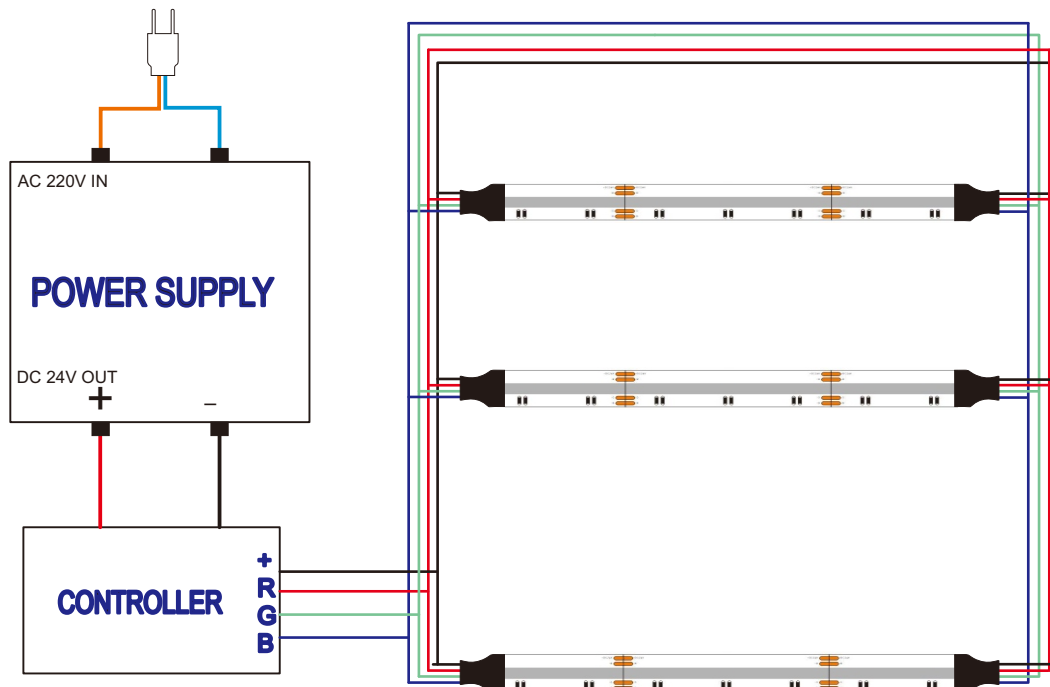 AC 220V IN
POWER SUPPLY
DC 24V OUT
+
–
CONTROLLER
+
R
G
B